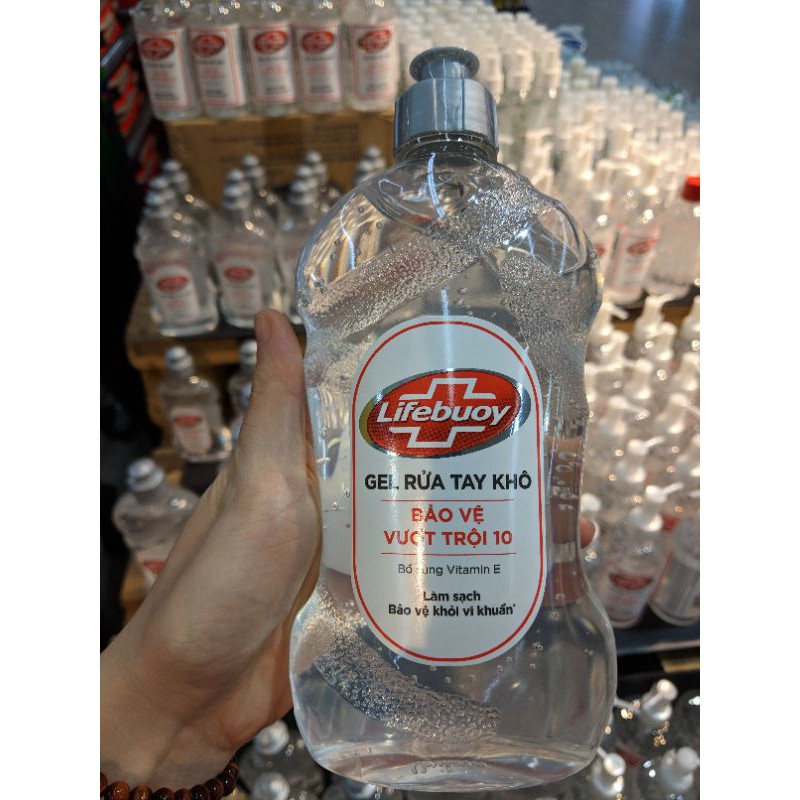 Lifebuoy
GEL RỬA TAY KHÔ
BẢO VỆ
VƯỢT TRỘI 10
Bổ sung Vitamin E
Làm sạch
Bảo vệ khỏi vi khuẩn*